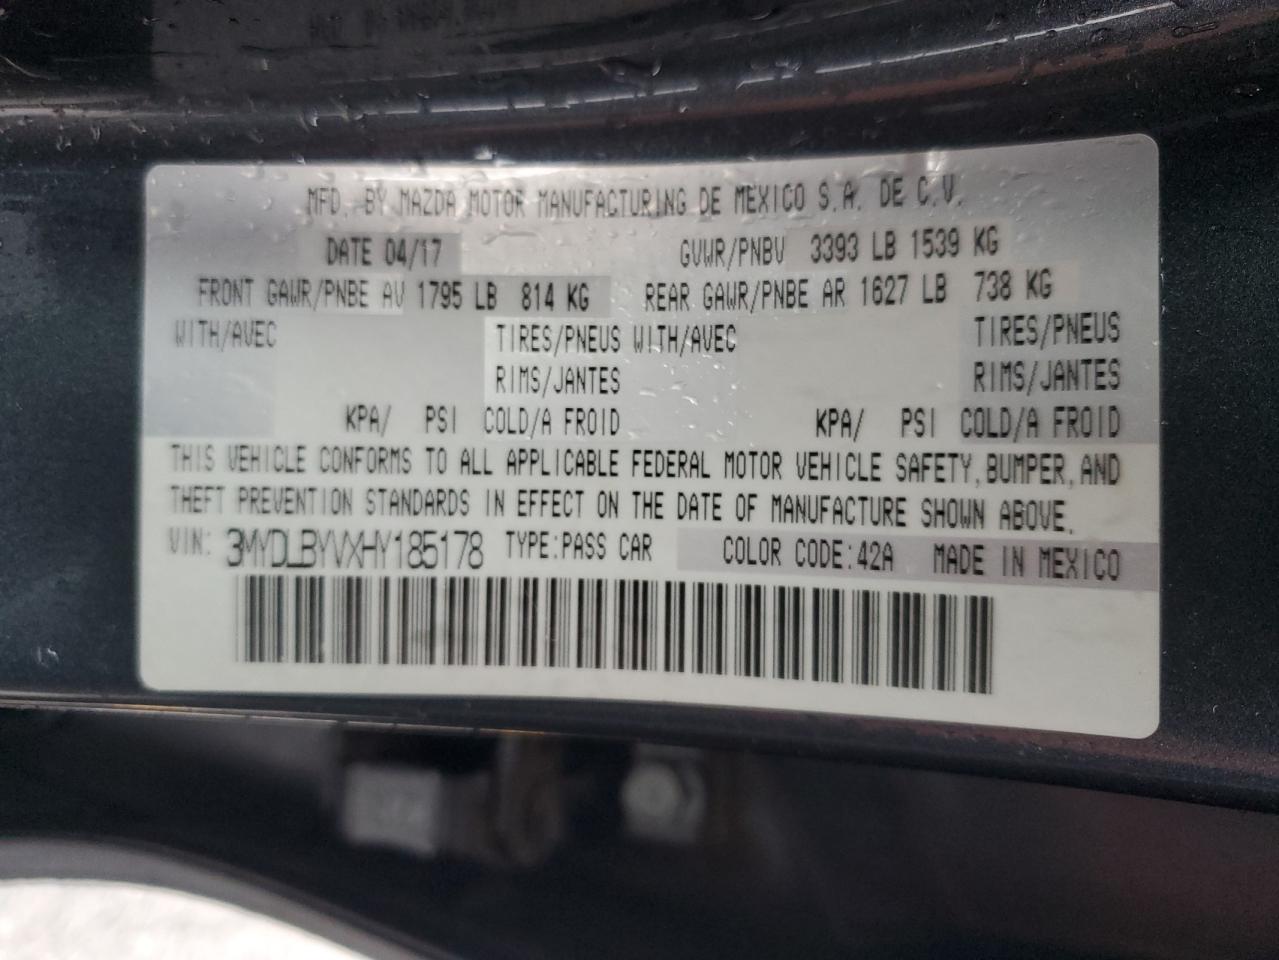 MFD. BY MAZDA MOTOR MANUFACTURING DE MEXICO S.A. DE C.V.
DATE 04/17 GVWR/PNBV 3393 LB 1539 KG
FRONT GAWR/PNBE AV 1795 LB 814 KG REAR GAWR/PNBE AR 1627 LB 738 KG
WITH/AVEC TIRES/PNEUS WITH/AVEC TIRES/PNEUS
RIMS/JANTES RIMS/JANTES
KPA/ PSI COLD/A FROID KPA/ PSI COLD/A FROID
THIS VEHICLE CONFORMS TO ALL APPLICABLE FEDERAL MOTOR VEHICLE SAFETY, BUMPER, AND
THEFT PREVENTION STANDARDS IN EFFECT ON THE DATE OF MANUFACTURE SHOWN ABOVE.
VIN: 3MYDLBYVXHY185178 TYPE:PASS CAR COLOR CODE:42A MADE IN MEXICO